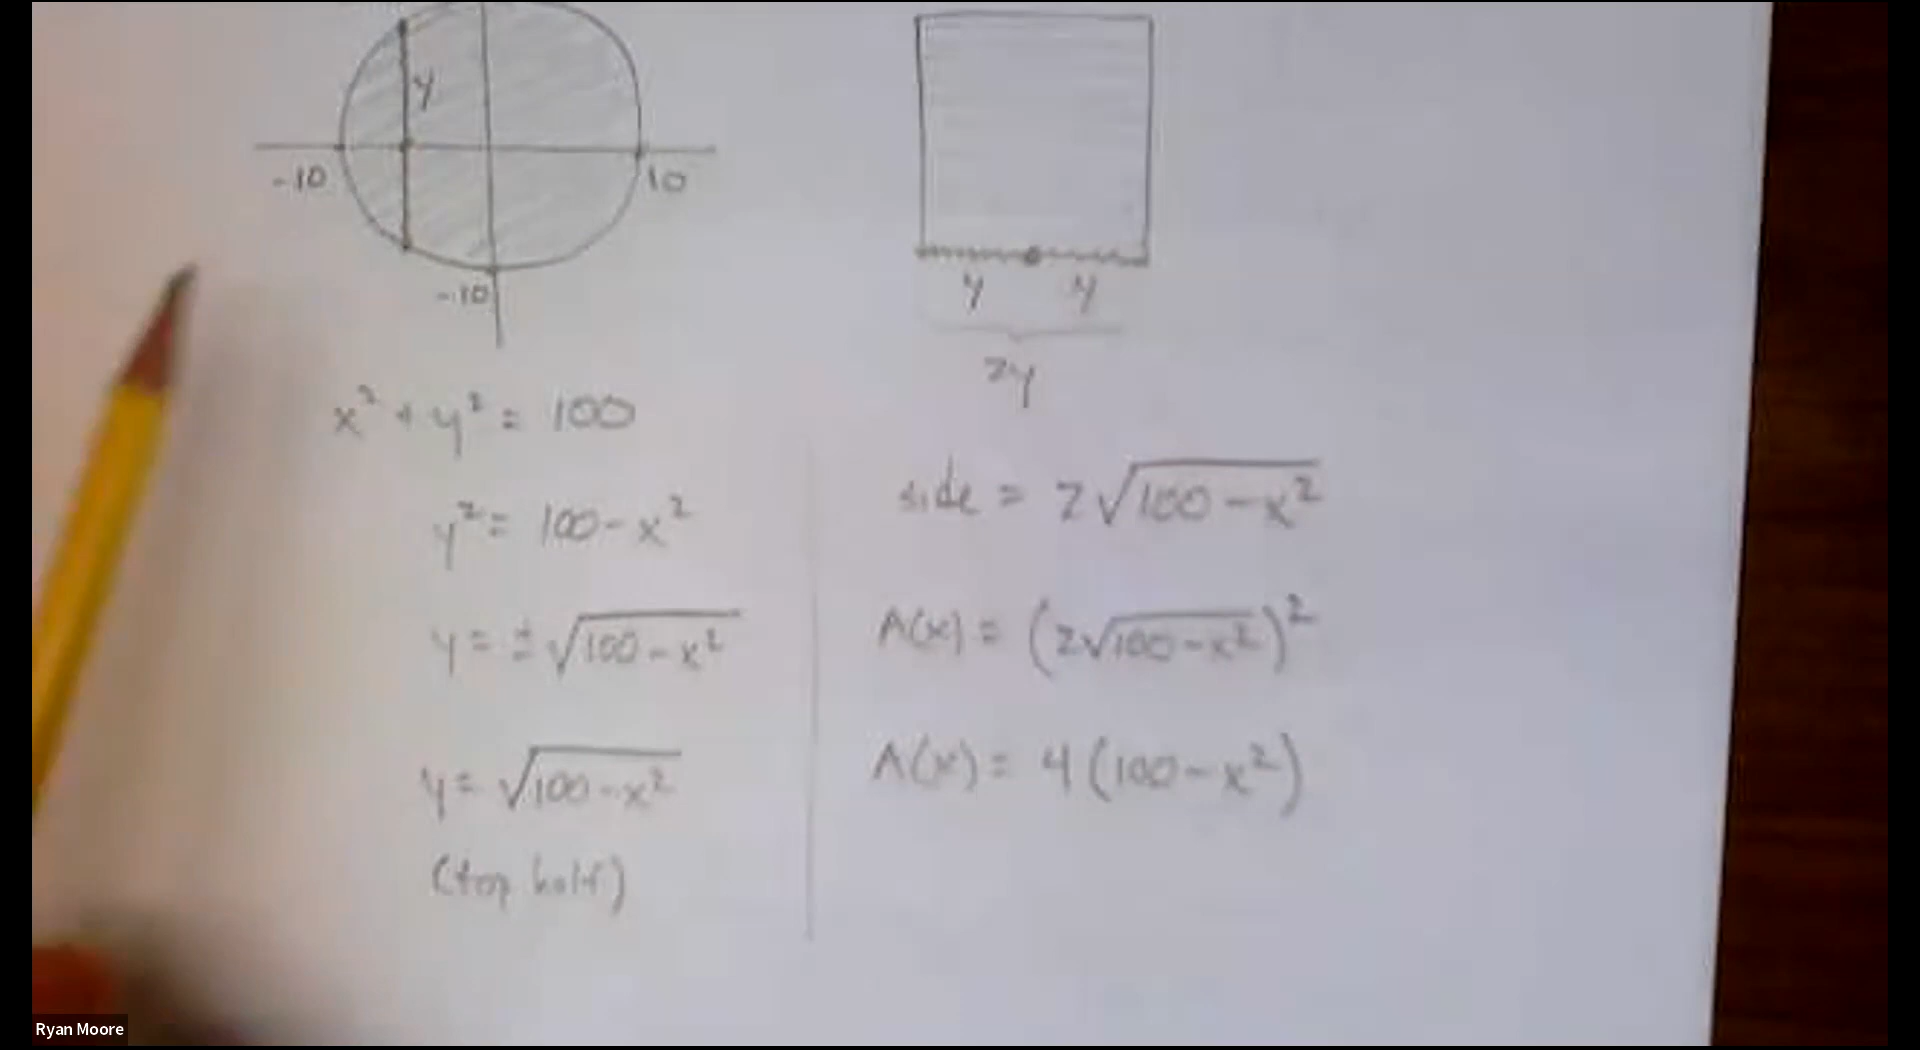 y
-10
10
-10
y y
2y
x² + y² = 100
y² = 100 - x²
y = ± √100 - x²
y = √100 - x²
(top half)
side = 2√100 - x²
A(x) = (2√100 - x²)²
A(x) = 4(100 - x²)
Ryan Moore